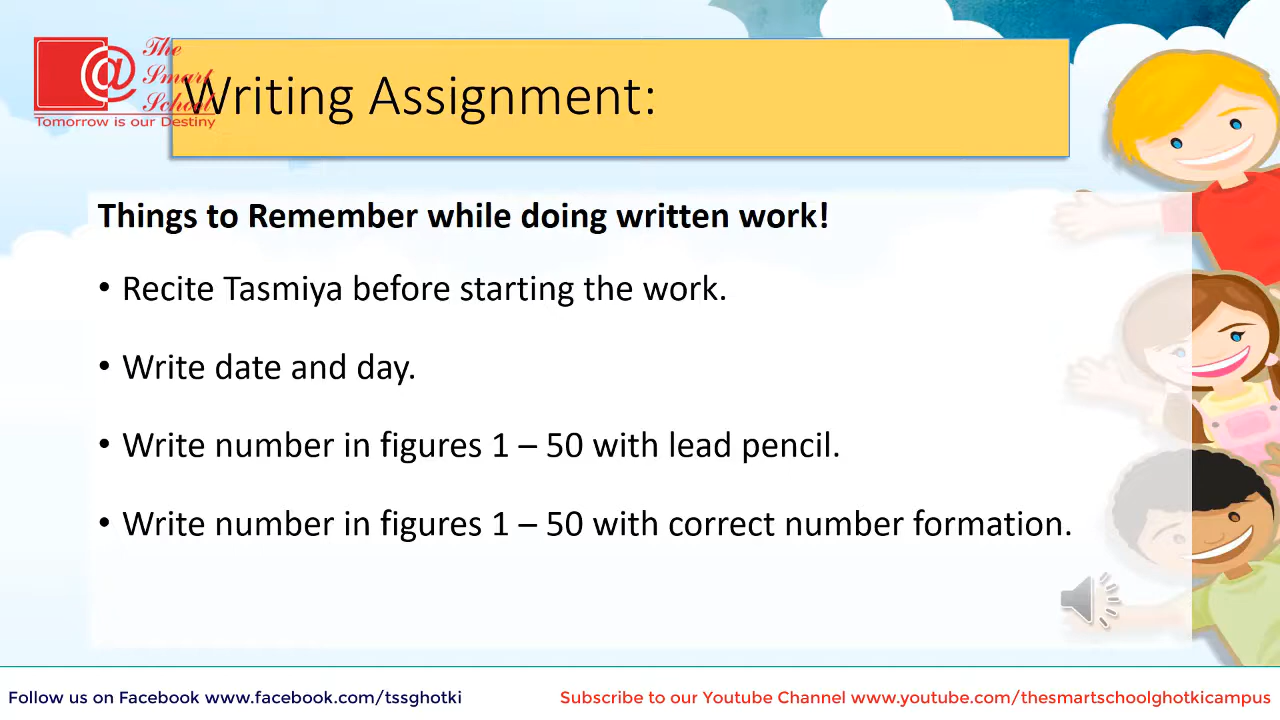 The
Smart
School
Tomorrow is our Destiny
Writing Assignment:
Things to Remember while doing written work!
• Recite Tasmiya before starting the work.
• Write date and day.
• Write number in figures 1 – 50 with lead pencil.
• Write number in figures 1 – 50 with correct number formation.
Follow us on Facebook www.facebook.com/tssghotki
Subscribe to our Youtube Channel www.youtube.com/thesmartschoolghotkicampus